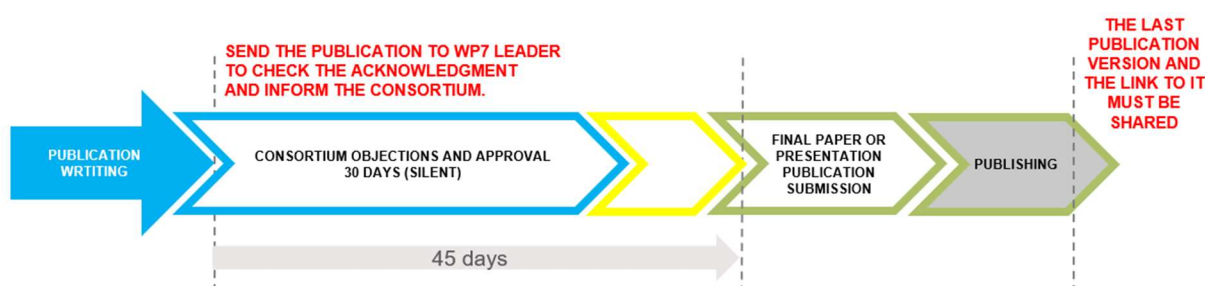 SEND THE PUBLICATION TO WP7 LEADER
TO CHECK THE ACKNOWLEDGMENT
AND INFORM THE CONSORTIUM.
THE LAST
PUBLICATION
VERSION AND
THE LINK TO IT
MUST BE
SHARED
PUBLICATION
WRTITING
CONSORTIUM OBJECTIONS AND APPROVAL
30 DAYS (SILENT)
FINAL PAPER OR
PRESENTATION
PUBLICATION
SUBMISSION
PUBLISHING
45 days